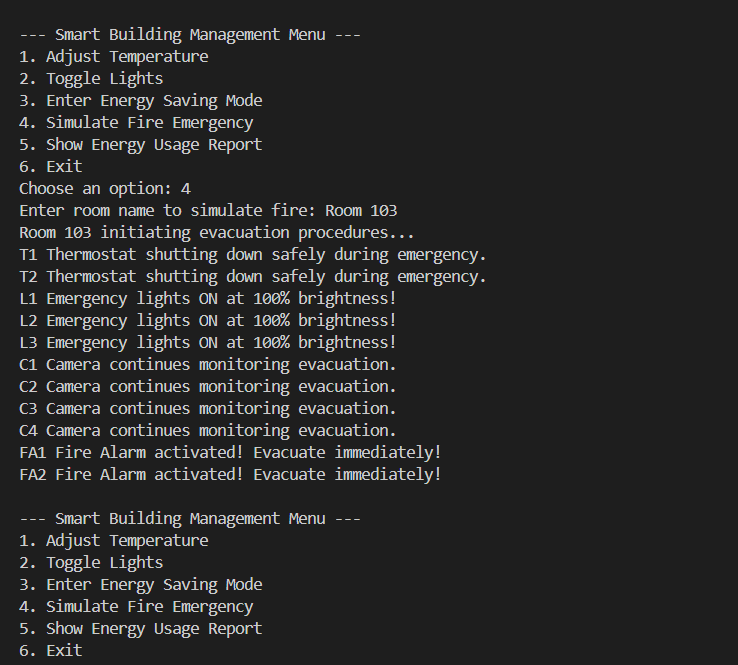 --- Smart Building Management Menu ---
1. Adjust Temperature
2. Toggle Lights
3. Enter Energy Saving Mode
4. Simulate Fire Emergency
5. Show Energy Usage Report
6. Exit
Choose an option: 4
Enter room name to simulate fire: Room 103
Room 103 initiating evacuation procedures...
T1 Thermostat shutting down safely during emergency.
T2 Thermostat shutting down safely during emergency.
L1 Emergency lights ON at 100% brightness!
L2 Emergency lights ON at 100% brightness!
L3 Emergency lights ON at 100% brightness!
C1 Camera continues monitoring evacuation.
C2 Camera continues monitoring evacuation.
C3 Camera continues monitoring evacuation.
C4 Camera continues monitoring evacuation.
FA1 Fire Alarm activated! Evacuate immediately!
FA2 Fire Alarm activated! Evacuate immediately!

--- Smart Building Management Menu ---
1. Adjust Temperature
2. Toggle Lights
3. Enter Energy Saving Mode
4. Simulate Fire Emergency
5. Show Energy Usage Report
6. Exit